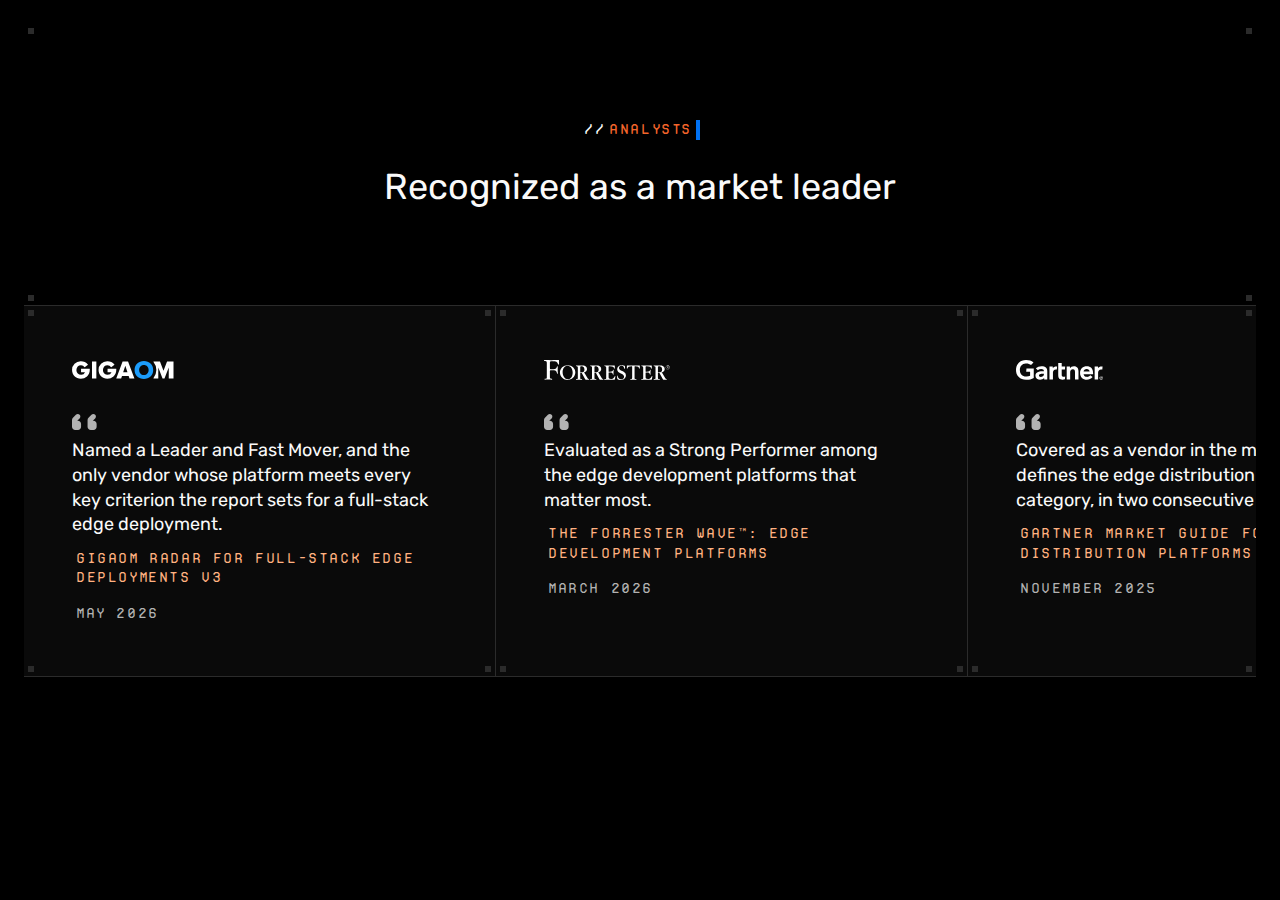 // ANALYSTS
Recognized as a market leader
GIGAOM
Named a Leader and Fast Mover, and the
only vendor whose platform meets every
key criterion the report sets for a full-stack
edge deployment.
GIGAOM RADAR FOR FULL-STACK EDGE
DEPLOYMENTS V3
MAY 2026
FORRESTER®
Evaluated as a Strong Performer among
the edge development platforms that
matter most.
THE FORRESTER WAVE™: EDGE
DEVELOPMENT PLATFORMS
MARCH 2026
Gartner
Covered as a vendor in the m
defines the edge distribution
category, in two consecutive
GARTNER MARKET GUIDE FO
DISTRIBUTION PLATFORMS
NOVEMBER 2025